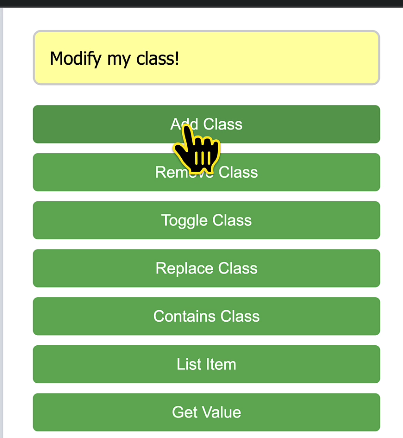 Modify my class!
Add Class
Remove Class
Toggle Class
Replace Class
Contains Class
List Item
Get Value